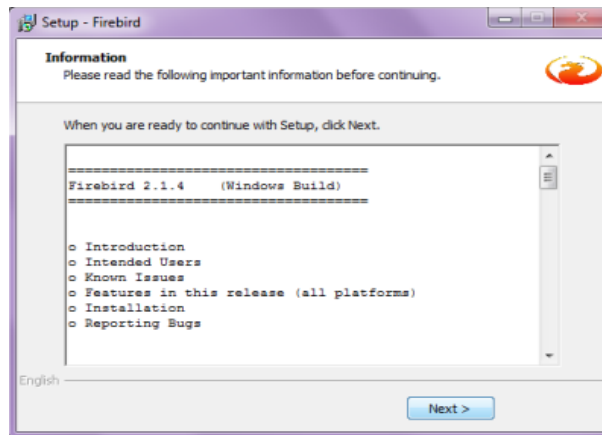 Setup - Firebird
Information
Please read the following important information before continuing.
When you are ready to continue with Setup, click Next.
====================================
Firebird 2.1.4    (Windows Build)
====================================
o Introduction
o Intended Users
o Known Issues
o Features in this release (all platforms)
o Installation
o Reporting Bugs
English
Next >